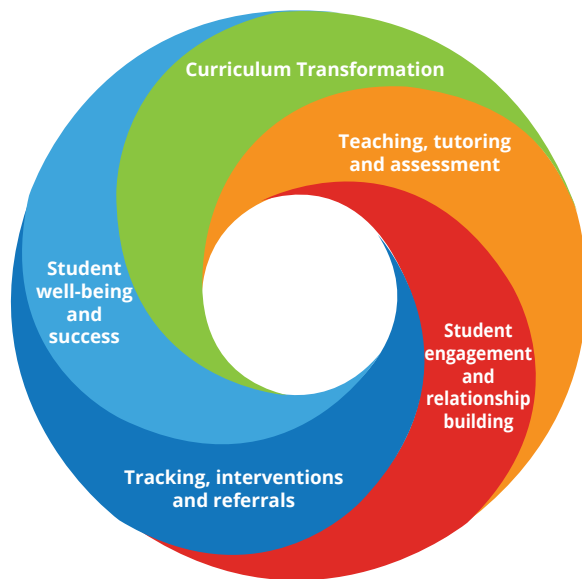 Curriculum Transformation
Teaching, tutoring
and assessment
Student
engagement
and
relationship
building
Tracking, interventions
and referrals
Student
well-being
and
success